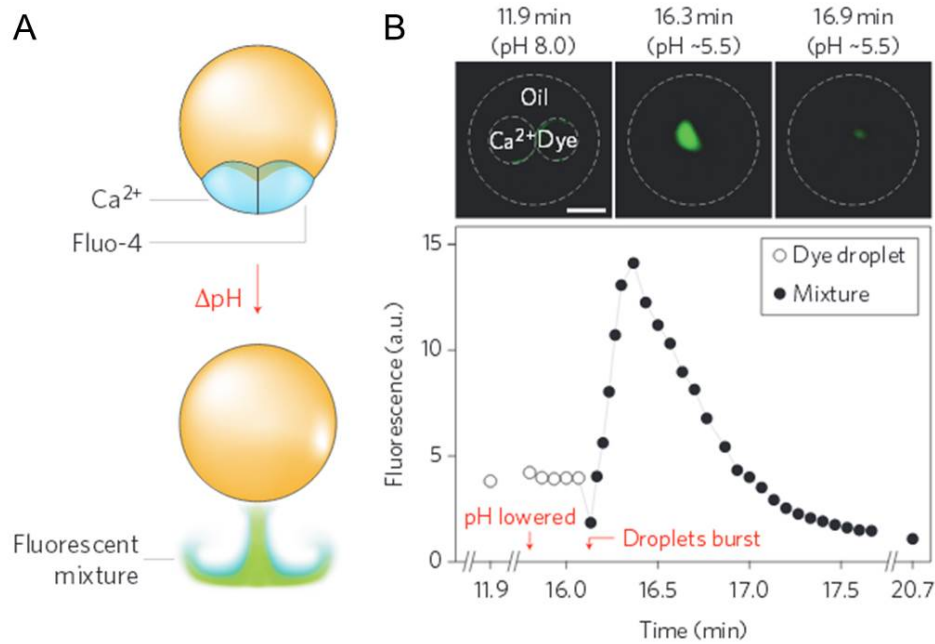 A
Ca2+
Fluo-4
ΔpH
Fluorescent
mixture
B
11.9 min
(pH 8.0)
16.3 min
(pH ~5.5)
16.9 min
(pH ~5.5)
Oil
Ca2+ Dye
Fluorescence (a.u.)
15
10
5
0
Dye droplet
Mixture
pH lowered
Droplets burst
11.9 16.0 16.5 17.0 17.5 20.7
Time (min)